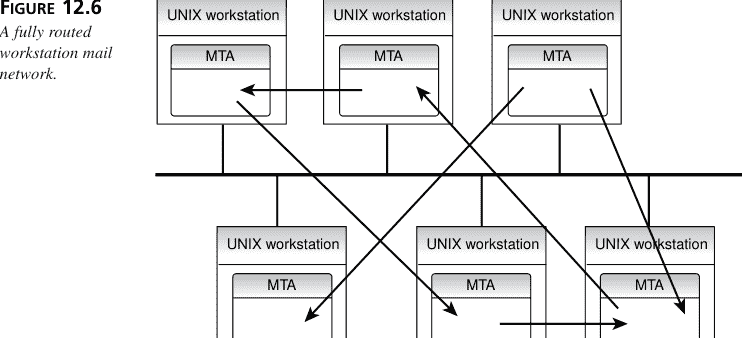 FIGURE 12.6
A fully routed
workstation mail
network.
UNIX workstation
MTA
UNIX workstation
MTA
UNIX workstation
MTA
UNIX workstation
MTA
UNIX workstation
MTA
UNIX workstation
MTA